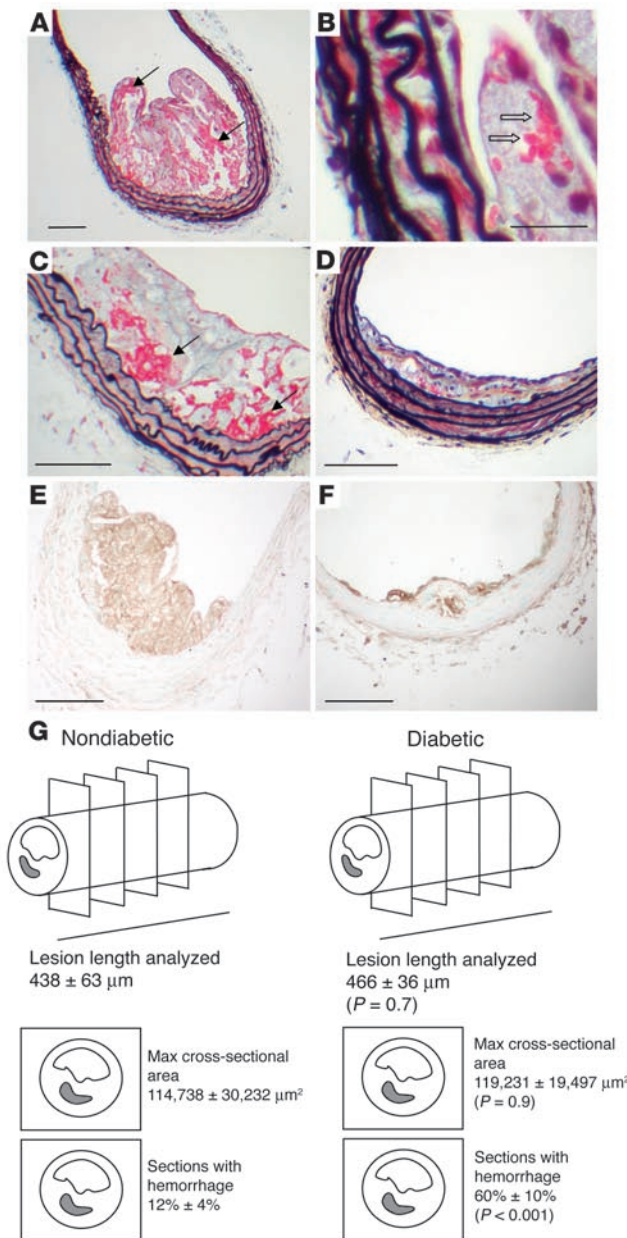 A
B
C
D
E
F
G
Nondiabetic
Diabetic
Lesion length analyzed
438 ± 63 µm
Lesion length analyzed
466 ± 36 µm
(P = 0.7)
Max cross-sectional
area
114,738 ± 30,232 µm²
Max cross-sectional
area
119,231 ± 19,497 µm²
(P = 0.9)
Sections with
hemorrhage
12% ± 4%
Sections with
hemorrhage
60% ± 10%
(P < 0.001)